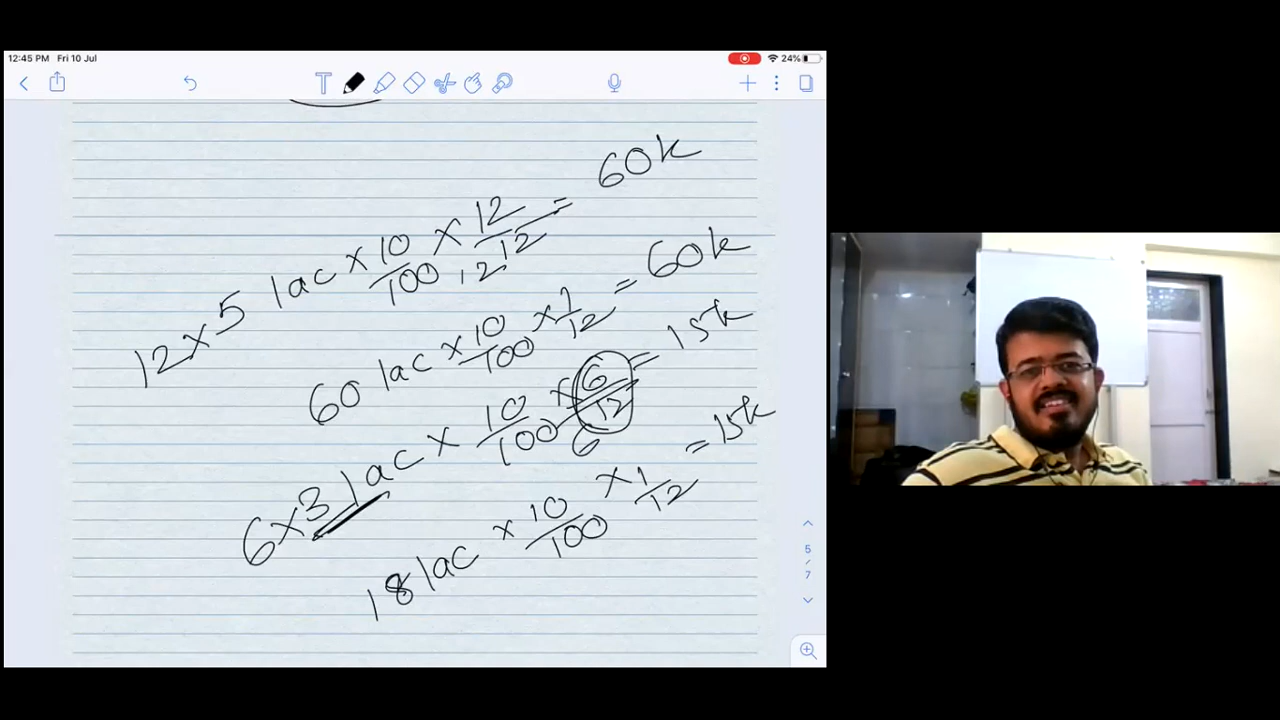 12:45 PM Fri 10 Jul
24%
T
12 × 5 lac × 10/100 × 12/12 = 60k
12
60 lac × 10/100 × 1/12 = 60k
6 × 3 lac × 10/100 × 6/12 = 15k
6
18 lac × 10/100 × 1/12 = 15k
5
/
7